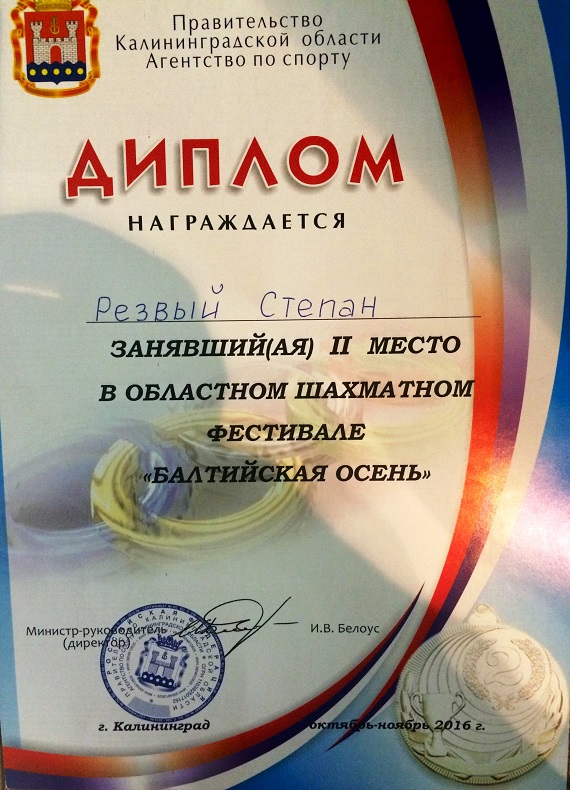 Правительство
Калининградской области
Агентство по спорту
ДИПЛОМ
НАГРАЖДАЕТСЯ
Резвый Степан
ЗАНЯВШИЙ(АЯ) II МЕСТО
В ОБЛАСТНОМ ШАХМАТНОМ
ФЕСТИВАЛЕ
«БАЛТИЙСКАЯ ОСЕНЬ»
Министр-руководитель
(директор)
И.В. Белоус
2
г. Калининград
октябрь-ноябрь 2016 г.